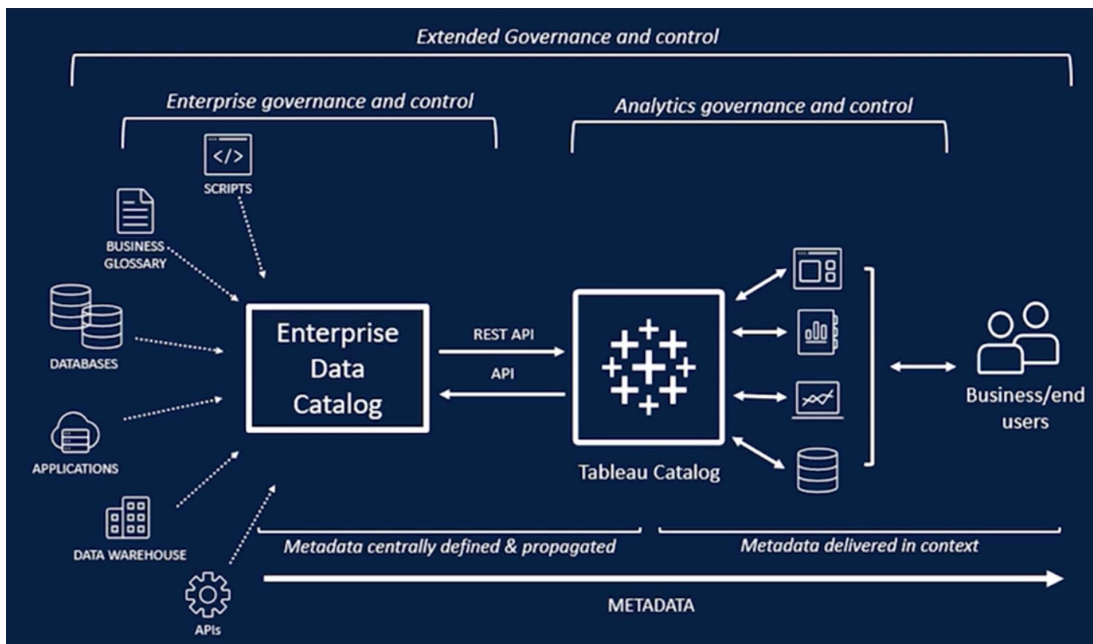 Extended Governance and control
Enterprise governance and control
Analytics governance and control
</>
SCRIPTS
BUSINESS
GLOSSARY
DATABASES
APPLICATIONS
DATA WAREHOUSE
APIs
Enterprise
Data
Catalog
REST API
API
Tableau Catalog
Business/end
users
Metadata centrally defined & propagated
Metadata delivered in context
METADATA